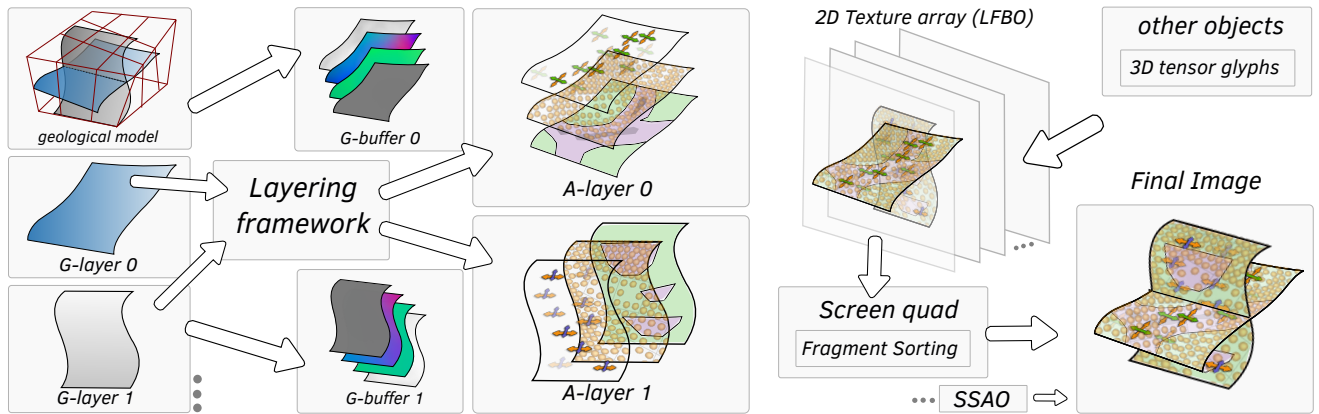 geological model
G-layer 0
G-layer 1
Layering
framework
G-buffer 0
G-buffer 1
A-layer 0
A-layer 1
2D Texture array (LFBO)
other objects
3D tensor glyphs
Screen quad
Fragment Sorting
SSAO
Final Image